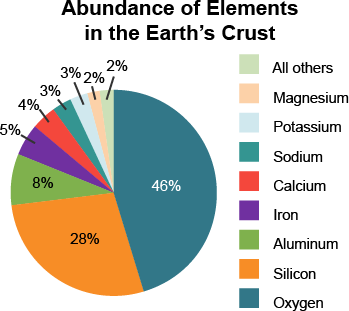 Abundance of Elements
in the Earth's Crust
2%
2%
3%
3%
4%
5%
8%
28%
46%
All others
Magnesium
Potassium
Sodium
Calcium
Iron
Aluminum
Silicon
Oxygen